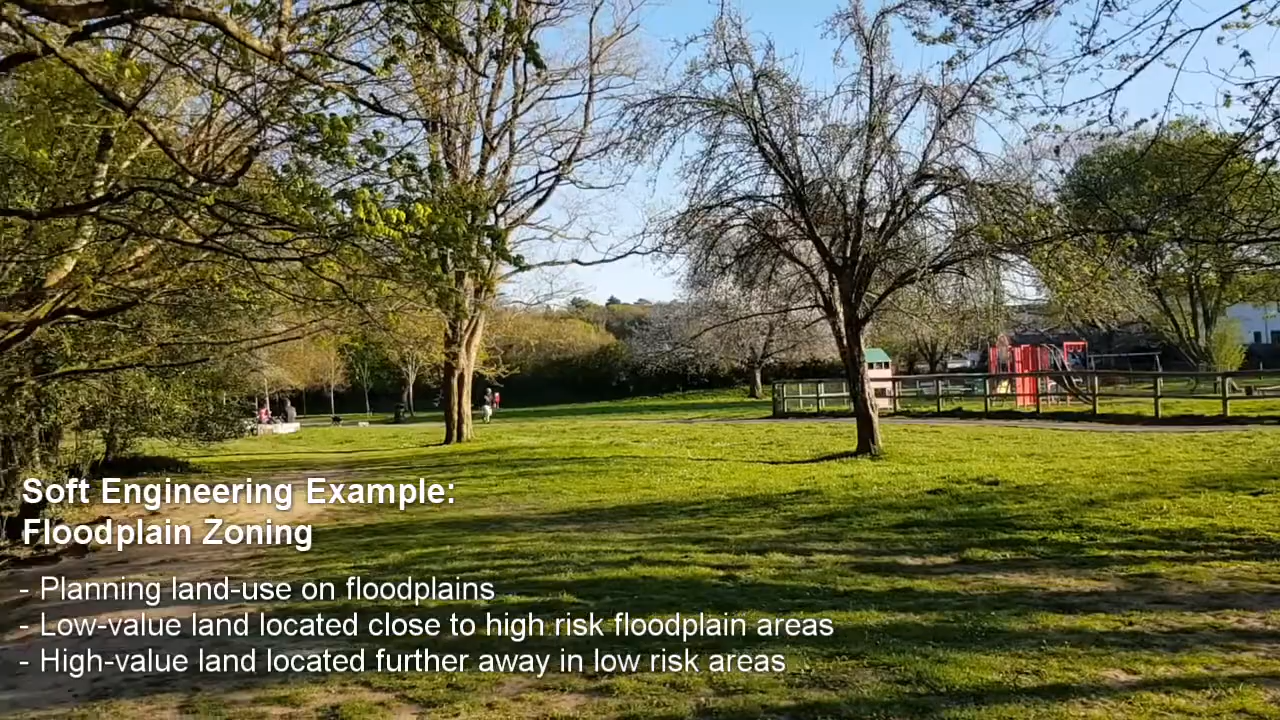 Soft Engineering Example:
Floodplain Zoning
- Planning land-use on floodplains
- Low-value land located close to high risk floodplain areas
- High-value land located further away in low risk areas